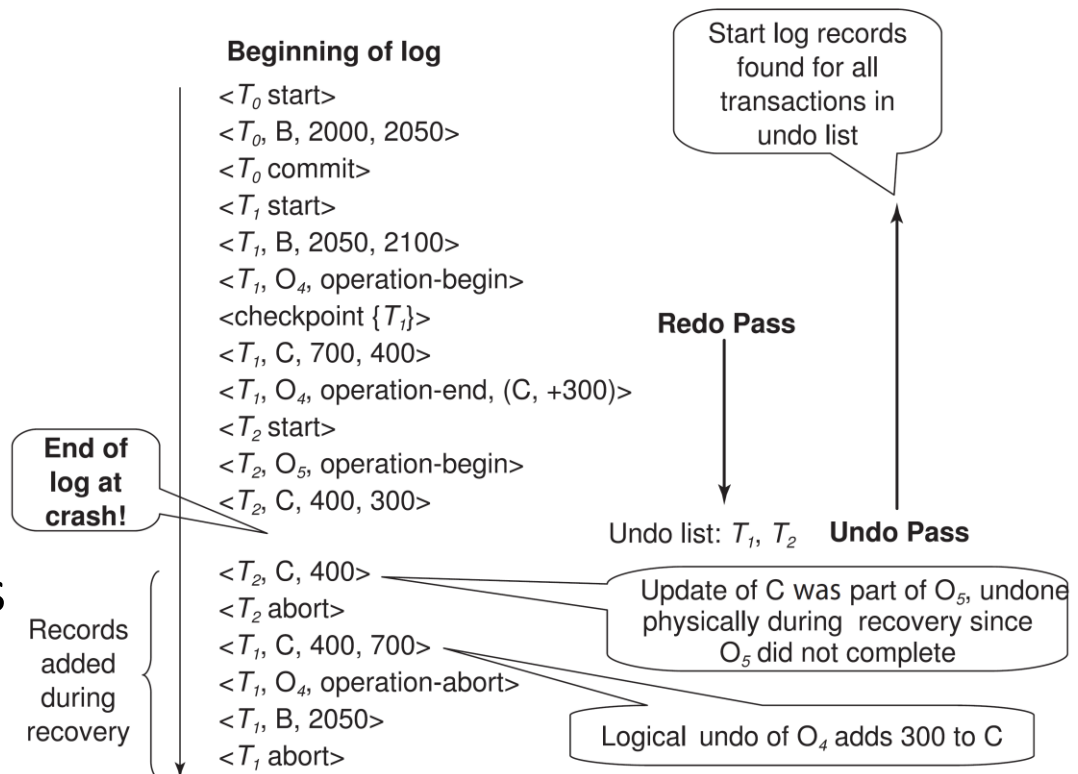 Beginning of log
<T₀ start>
<T₀, B, 2000, 2050>
<T₀ commit>
<T₁ start>
<T₁, B, 2050, 2100>
<T₁, O₄, operation-begin>
<checkpoint {T₁}>
<T₁, C, 700, 400>
<T₁, O₄, operation-end, (C, +300)>
<T₂ start>
<T₂, O₅, operation-begin>
<T₂, C, 400, 300>
End of
log at
crash!
Start log records
found for all
transactions in
undo list
Redo Pass
Undo list: T₁, T₂
Undo Pass
s
Records
added
during
recovery
<T₂, C, 400>
<T₂ abort>
<T₁, C, 400, 700>
<T₁, O₄, operation-abort>
<T₁, B, 2050>
<T₁ abort>
Update of C was part of O₅, undone
physically during recovery since
O₅ did not complete
Logical undo of O₄ adds 300 to C